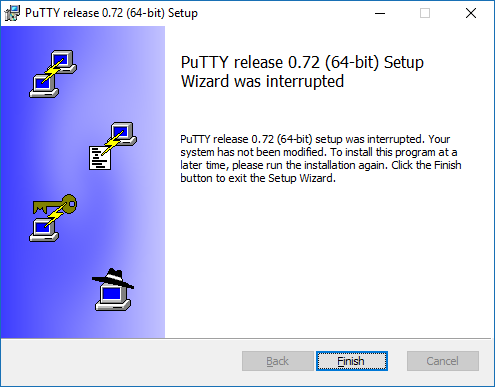 PuTTY release 0.72 (64-bit) Setup
PuTTY release 0.72 (64-bit) Setup
Wizard was interrupted
PuTTY release 0.72 (64-bit) setup was interrupted. Your
system has not been modified. To install this program at a
later time, please run the installation again. Click the Finish
button to exit the Setup Wizard.
Back
Finish
Cancel